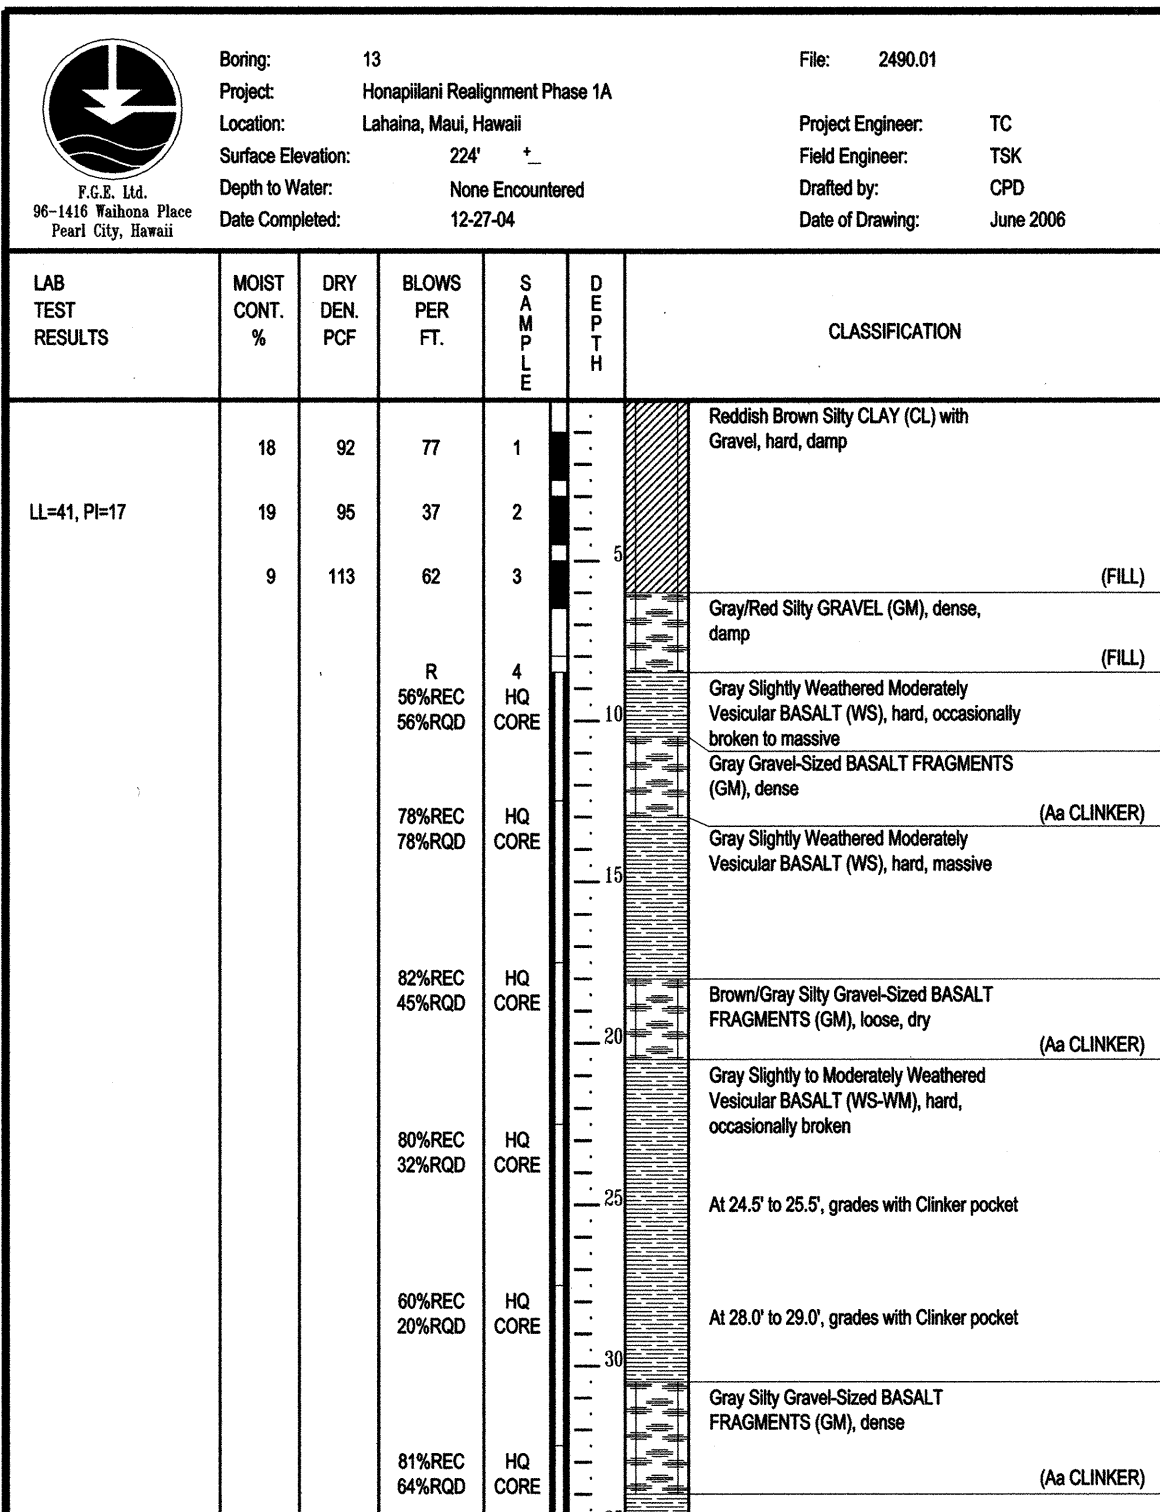 F.G.E. Ltd.
96-1416 Waihona Place
Pearl City, Hawaii
Boring: 13
Project: Honapiilani Realignment Phase 1A
Location: Lahaina, Maui, Hawaii
Surface Elevation: 224' +_
Depth to Water: None Encountered
Date Completed: 12-27-04
File: 2490.01
Project Engineer: TC
Field Engineer: TSK
Drafted by: CPD
Date of Drawing: June 2006
LAB
TEST
RESULTS
MOIST
CONT.
%
DRY
DEN.
PCF
BLOWS
PER
FT.
SAMPLE
DEPTH
CLASSIFICATION
Reddish Brown Silty CLAY (CL) with
Gravel, hard, damp
18 92 77 1
LL=41, PI=17 19 95 37 2
5
9 113 62 3 (FILL)
Gray/Red Silty GRAVEL (GM), dense,
damp
(FILL)
R 4
56%REC HQ
56%RQD CORE 10
Gray Slightly Weathered Moderately
Vesicular BASALT (WS), hard, occasionally
broken to massive
Gray Gravel-Sized BASALT FRAGMENTS
(GM), dense
(Aa CLINKER)
78%REC HQ
78%RQD CORE
Gray Slightly Weathered Moderately
Vesicular BASALT (WS), hard, massive
15
82%REC HQ
45%RQD CORE
Brown/Gray Silty Gravel-Sized BASALT
FRAGMENTS (GM), loose, dry
20
(Aa CLINKER)
Gray Slightly to Moderately Weathered
Vesicular BASALT (WS-WM), hard,
occasionally broken
80%REC HQ
32%RQD CORE
25
At 24.5' to 25.5', grades with Clinker pocket
60%REC HQ
20%RQD CORE
At 28.0' to 29.0', grades with Clinker pocket
30
Gray Silty Gravel-Sized BASALT
FRAGMENTS (GM), dense
81%REC HQ
64%RQD CORE
(Aa CLINKER)